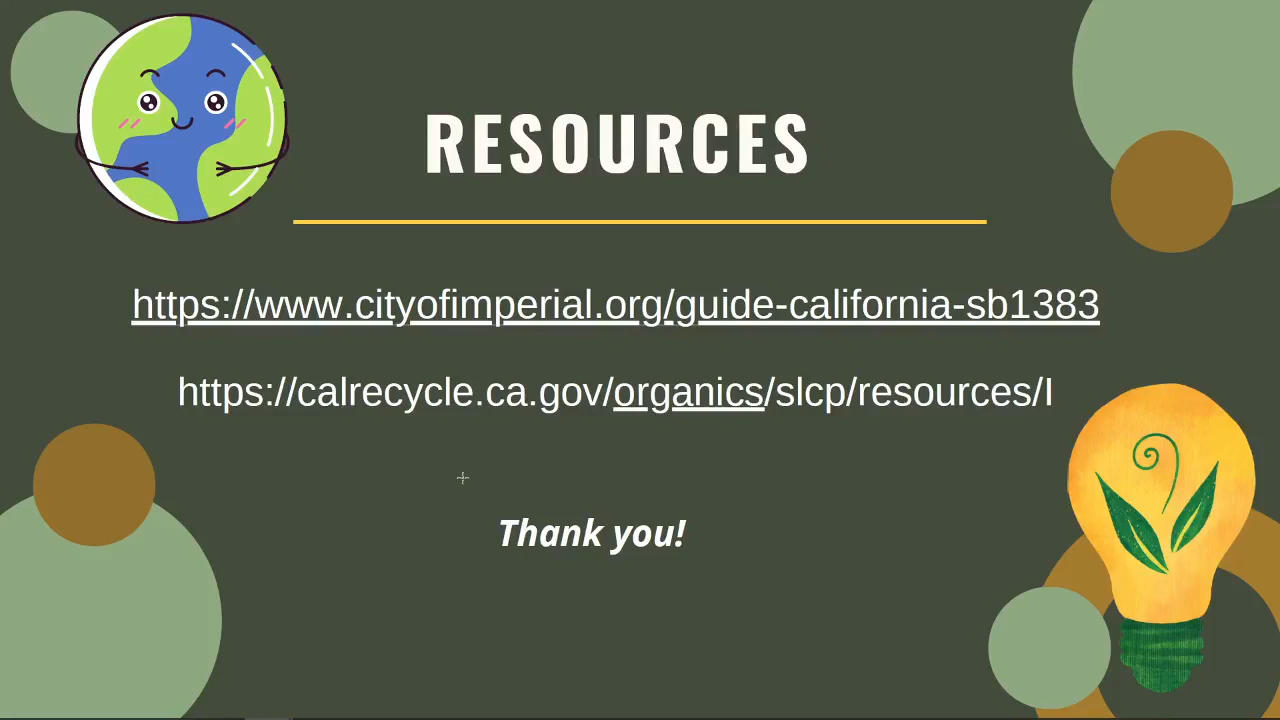 RESOURCES
https://www.cityofimperial.org/guide-california-sb1383
https://calrecycle.ca.gov/organics/slcp/resources/I
Thank you!